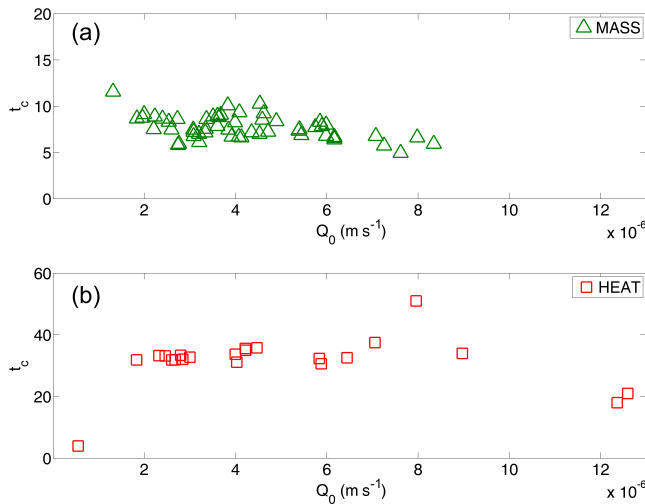 (a)
MASS
20
15
10
5
0
t_c
2 4 6 8 10 12
Q_0 (m s^-1)
x 10^-6
(b)
HEAT
60
40
20
0
t_c
2 4 6 8 10 12
Q_0 (m s^-1)
x 10^-6